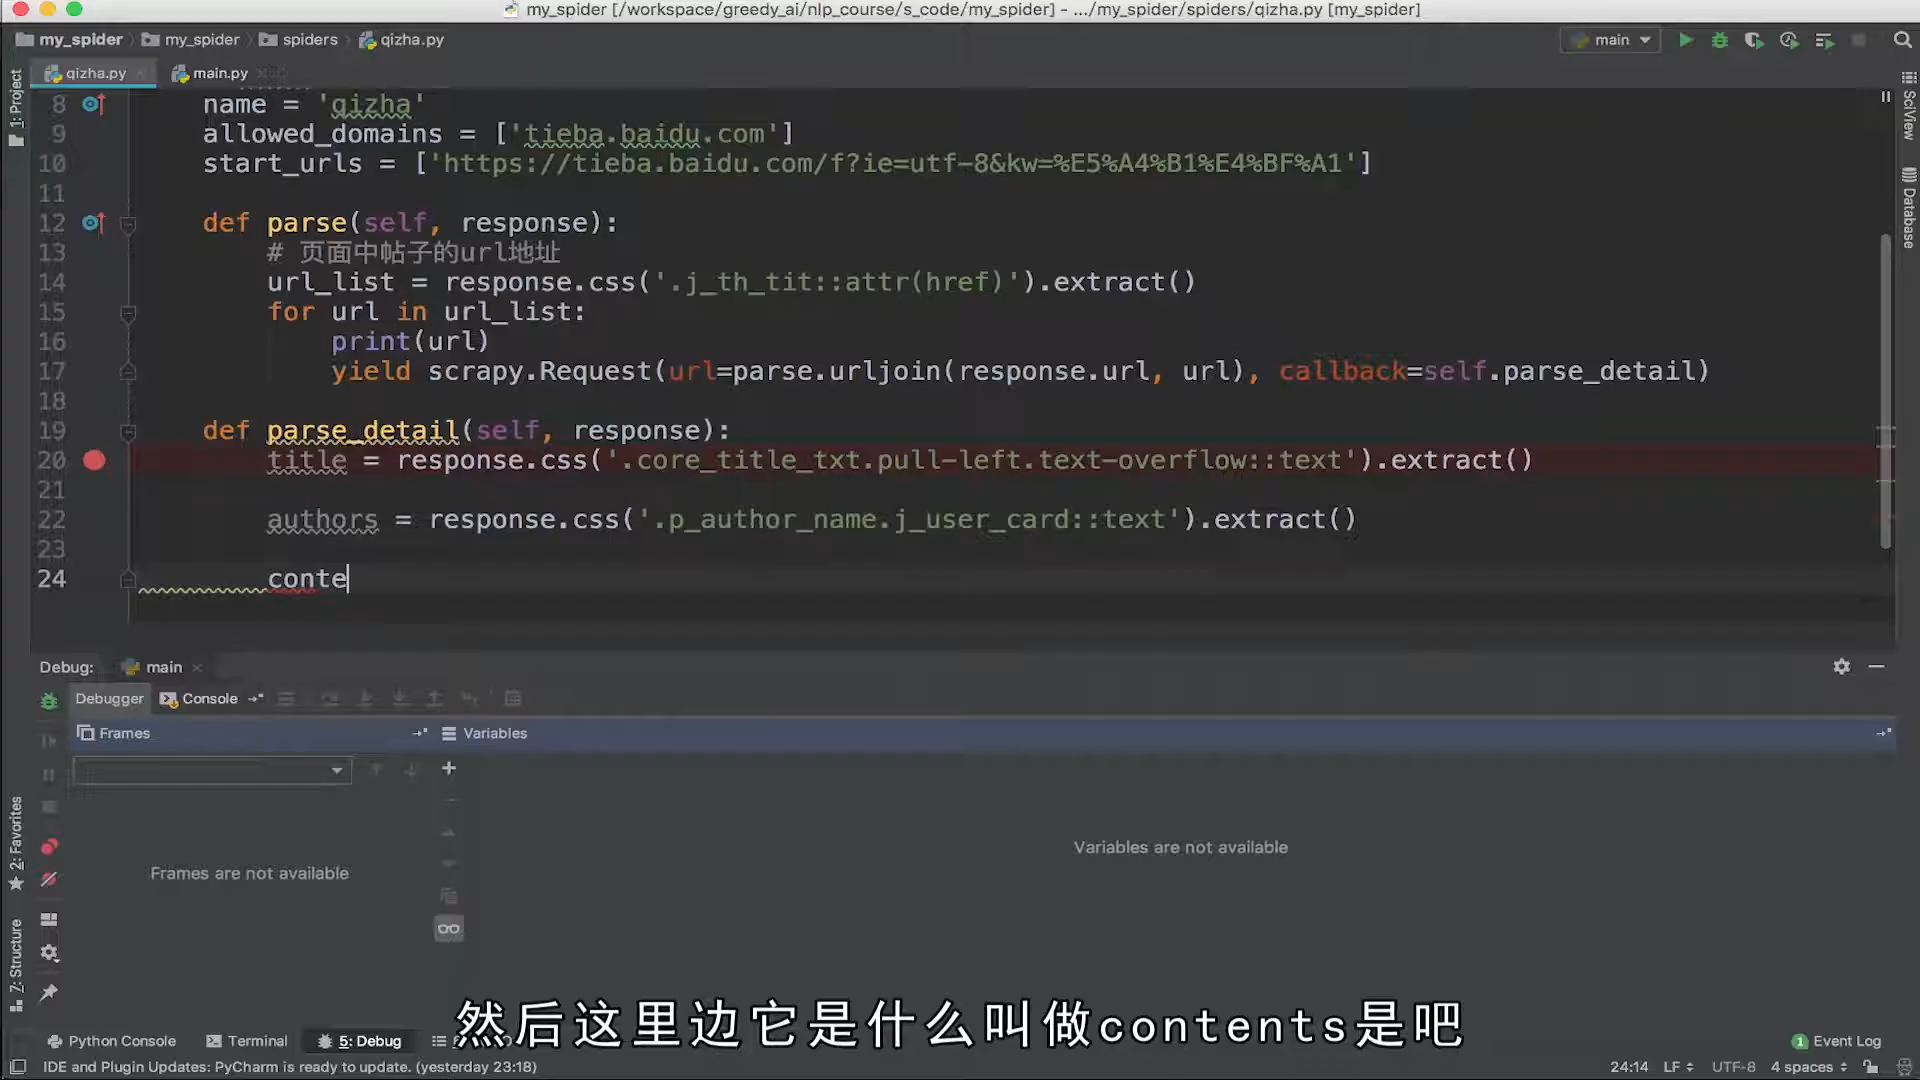 my_spider [/workspace/greedy_ai/nlp_course/s_code/my_spider] - .../my_spider/spiders/qizha.py [my_spider]
my_spider my_spider spiders qizha.py main
qizha.py main.py
1: Project
SciView
Database
8 name = 'qizha'
9 allowed_domains = ['tieba.baidu.com']
10 start_urls = ['https://tieba.baidu.com/f?ie=utf-8&kw=%E5%A4%B1%E4%BF%A1']
11
12 def parse(self, response):
13 # 页面中帖子的url地址
14 url_list = response.css('.j_th_tit::attr(href)').extract()
15 for url in url_list:
16 print(url)
17 yield scrapy.Request(url=parse.urljoin(response.url, url), callback=self.parse_detail)
18
19 def parse_detail(self, response):
20 title = response.css('.core_title_txt.pull-left.text-overflow::text').extract()
21
22 authors = response.css('.p_author_name.j_user_card::text').extract()
23
24 conte
Debug: main
Debugger Console
Frames Variables
Frames are not available
Variables are not available
2: Favorites
7: Structure
然后这里边它是什么叫做contents是吧
Python Console Terminal 5: Debug
1 Event Log
IDE and Plugin Updates: PyCharm is ready to update. (yesterday 23:18) 24:14 LF UTF-8 4 spaces